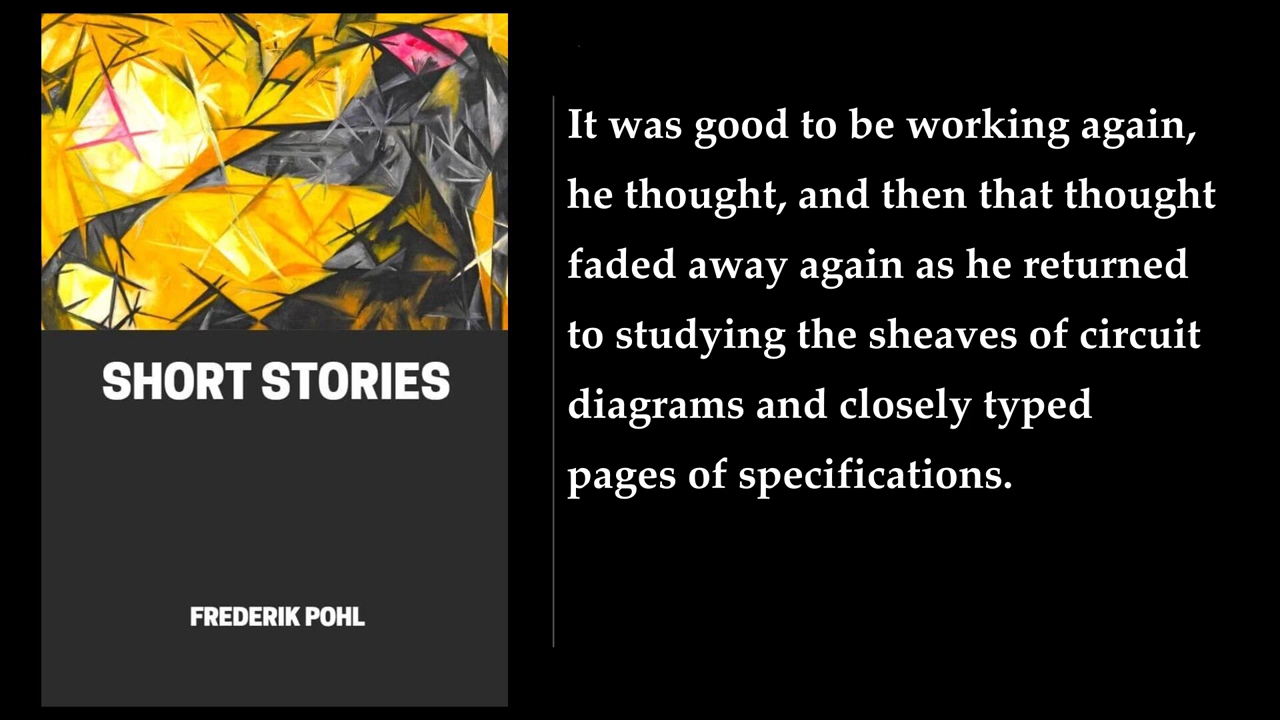 SHORT STORIES
FREDERIK POHL
It was good to be working again,
he thought, and then that thought
faded away again as he returned
to studying the sheaves of circuit
diagrams and closely typed
pages of specifications.